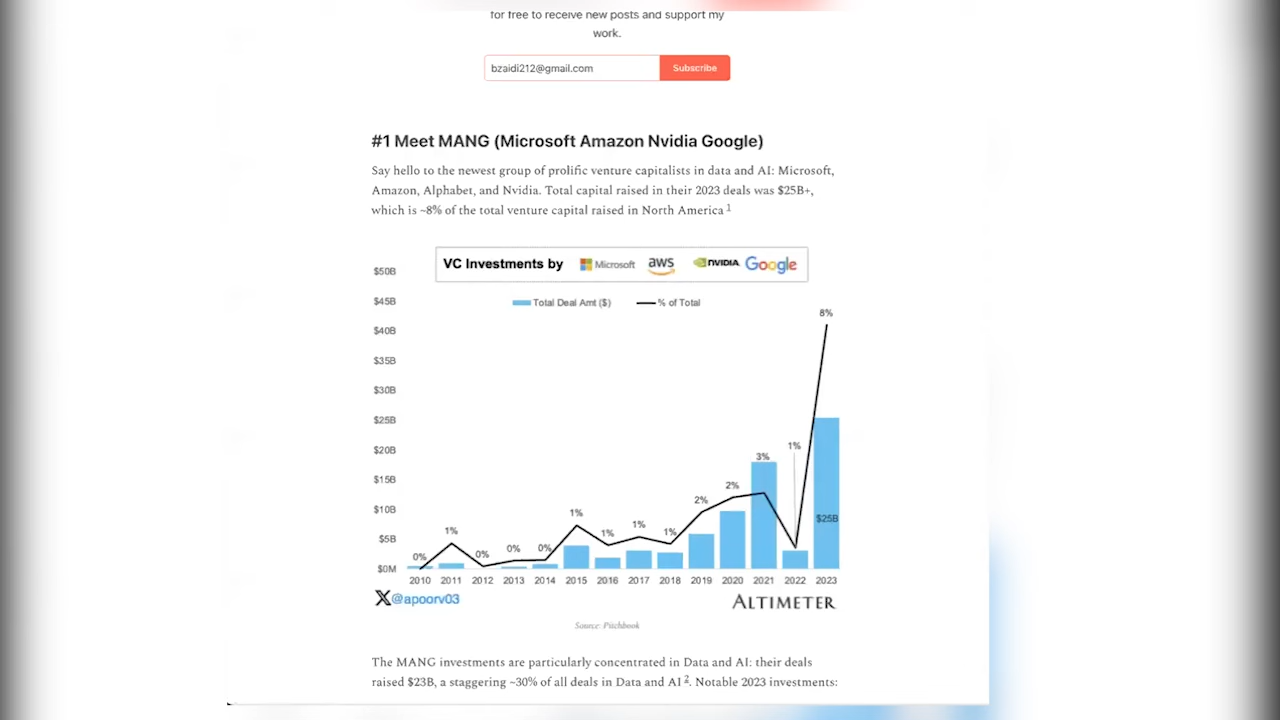 for free to receive new posts and support my
work.
bzaidi212@gmail.com Subscribe
#1 Meet MANG (Microsoft Amazon Nvidia Google)
Say hello to the newest group of prolific venture capitalists in data and AI: Microsoft,
Amazon, Alphabet, and Nvidia. Total capital raised in their 2023 deals was $25B+,
which is ~8% of the total venture capital raised in North America 1
VC Investments by Microsoft aws NVIDIA Google
Total Deal Amt ($) % of Total
$50B
$45B
$40B
$35B
$30B
$25B
$20B
$15B
$10B
$5B
$0M
0%
1%
0%
0%
0%
1%
1%
1%
1%
2%
2%
3%
1%
8%
$25B
2010 2011 2012 2013 2014 2015 2016 2017 2018 2019 2020 2021 2022 2023
X@apoorv03 ALTIMETER
Source: Pitchbook
The MANG investments are particularly concentrated in Data and AI: their deals
raised $23B, a staggering ~30% of all deals in Data and AI 2. Notable 2023 investments: